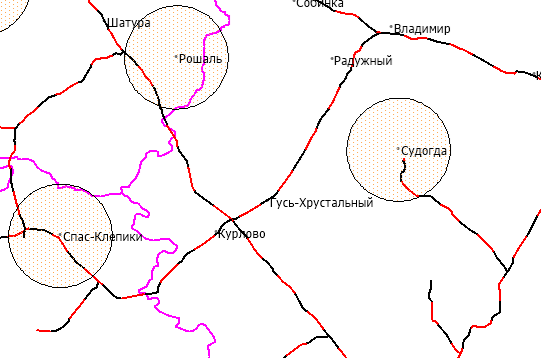 Собинка
Шатура
Владимир
Рошаль
Радужный
Судогда
Гусь-Хрустальный
Спас-Клепики
Курлово